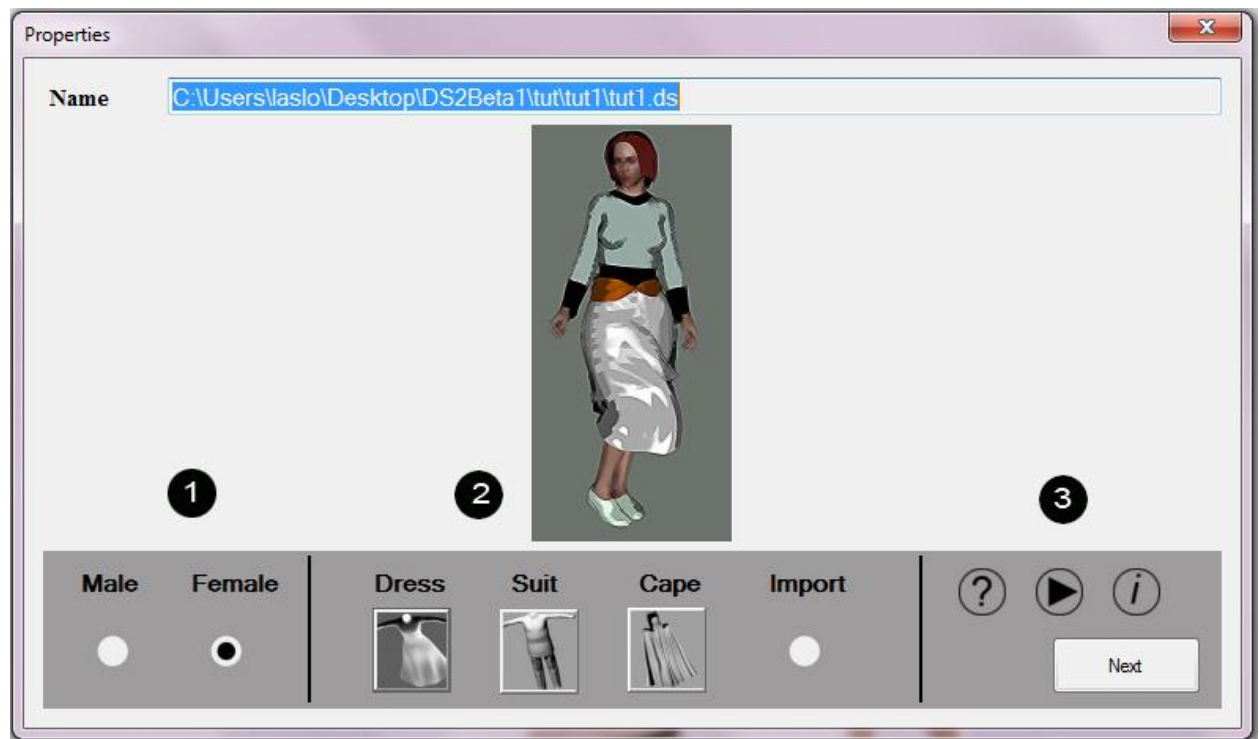 Properties
Name C:\Users\laslo\Desktop\DS2Beta1\tut\tut1\tut1.ds
1 2 3
Male Female Dress Suit Cape Import ? i
Next